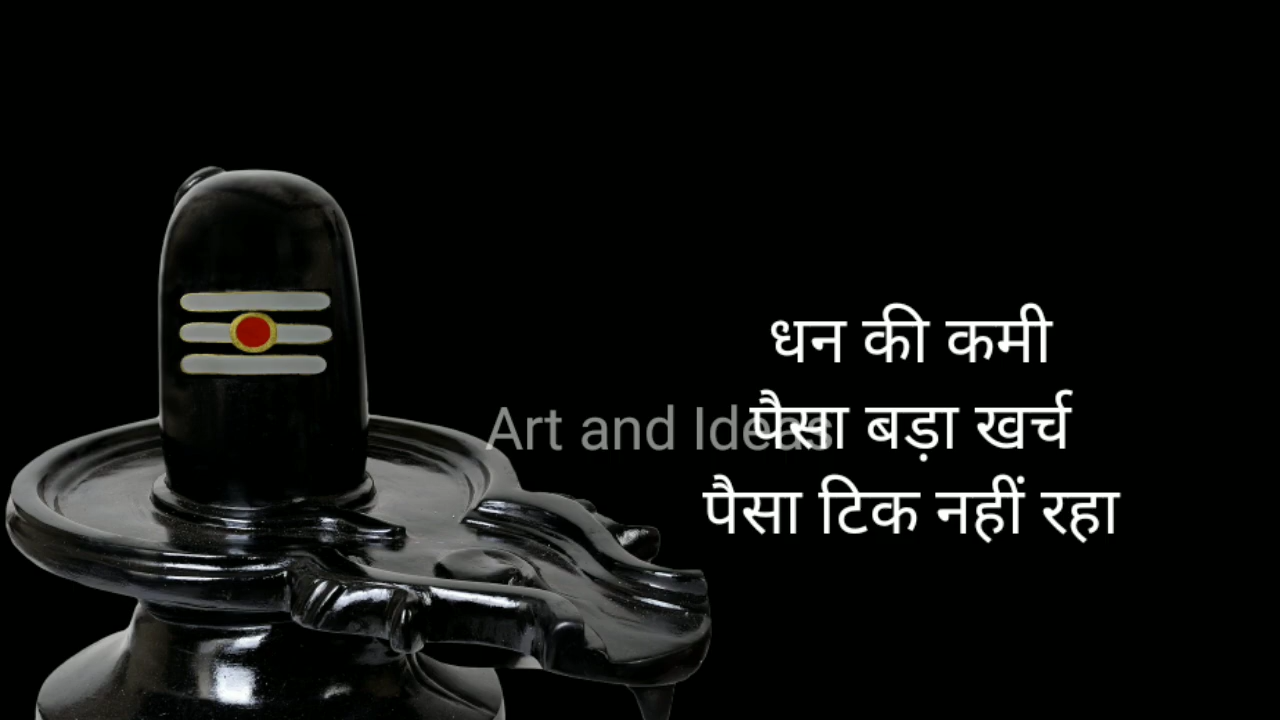 धन की कमी
Art and Ideas
पैसा बड़ा खर्च
पैसा टिक नहीं रहा